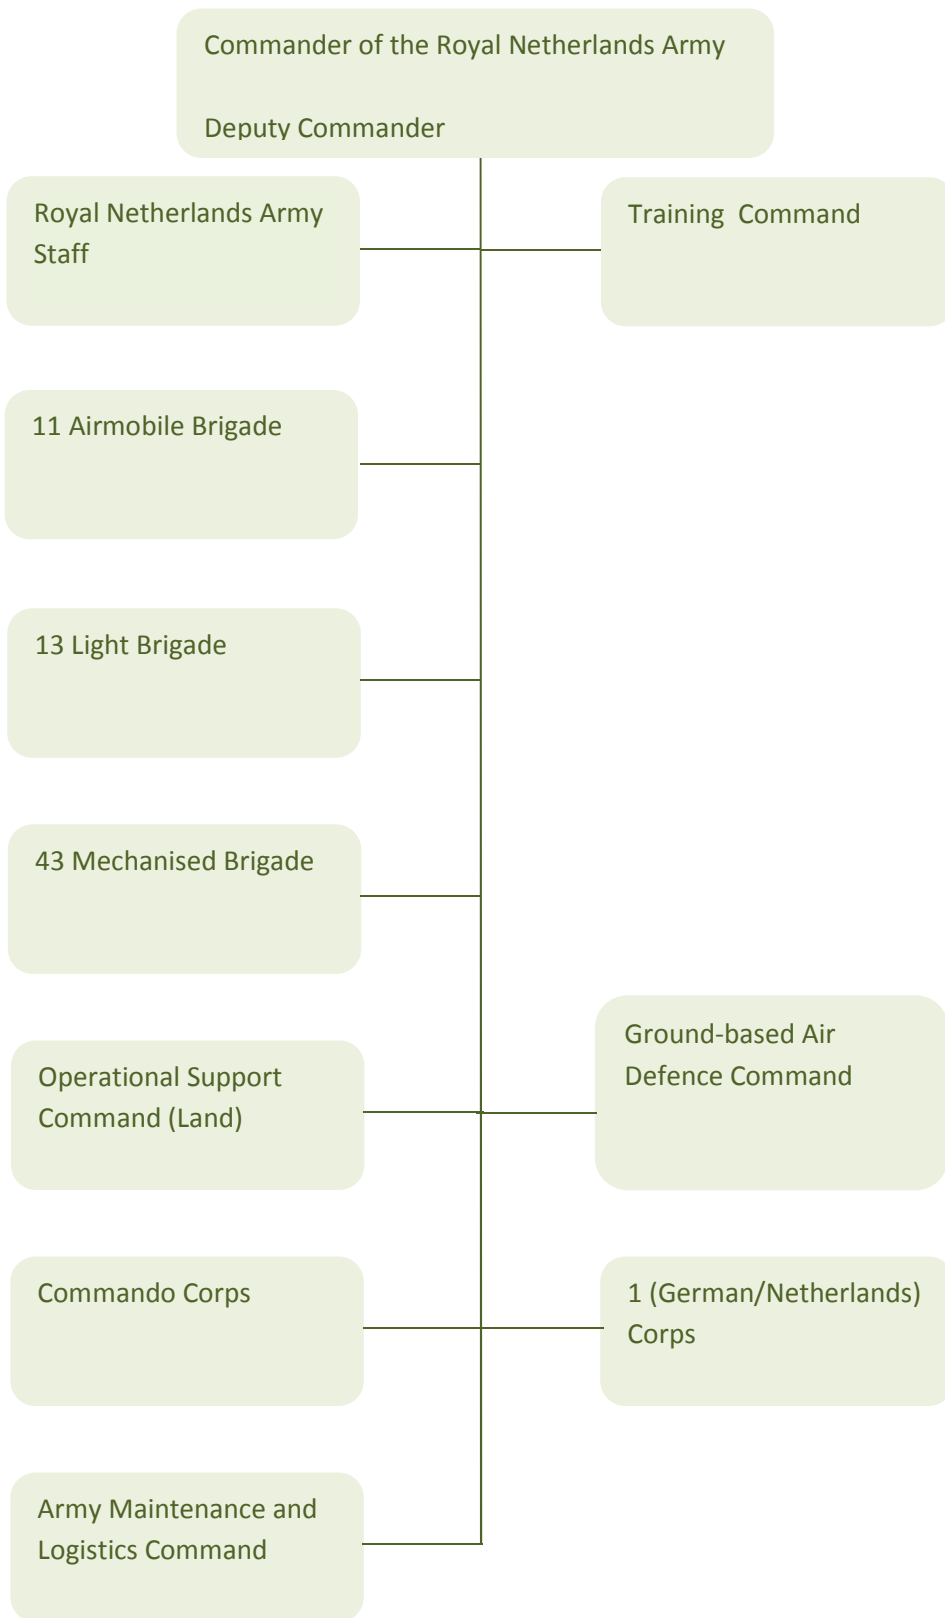 Commander of the Royal Netherlands Army
Deputy Commander
Royal Netherlands Army
Staff
Training Command
11 Airmobile Brigade
13 Light Brigade
43 Mechanised Brigade
Operational Support
Command (Land)
Ground-based Air
Defence Command
Commando Corps
1 (German/Netherlands)
Corps
Army Maintenance and
Logistics Command